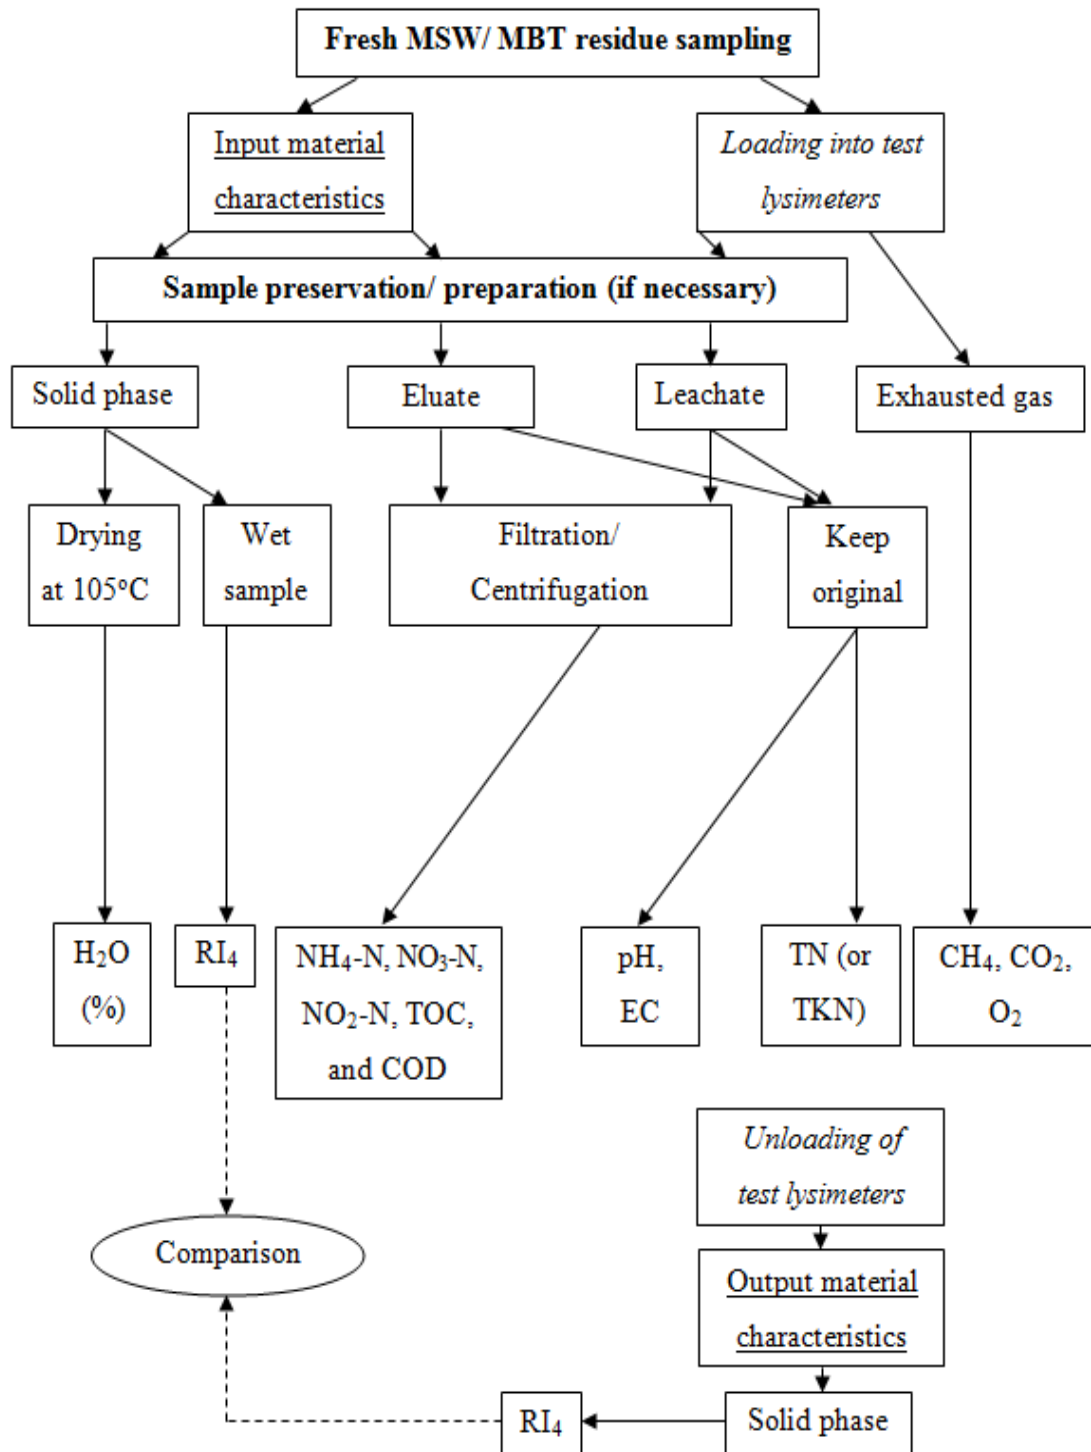 Fresh MSW/ MBT residue sampling
Input material
characteristics
Loading into test
lysimeters
Sample preservation/ preparation (if necessary)
Solid phase
Eluate
Leachate
Exhausted gas
Drying
at 105°C
Wet
sample
Filtration/
Centrifugation
Keep
original
H₂O
(%)
RI₄
NH₄-N, NO₃-N,
NO₂-N, TOC,
and COD
pH,
EC
TN (or
TKN)
CH₄, CO₂,
O₂
Unloading of
test lysimeters
Comparison
Output material
characteristics
RI₄
Solid phase